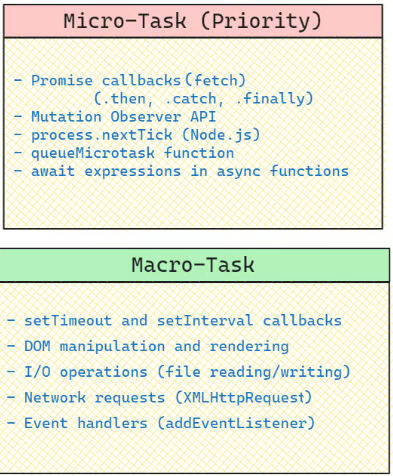 Micro-Task (Priority)
- Promise callbacks(fetch)
(.then, .catch, .finally)
- Mutation Observer API
- process.nextTick (Node.js)
- queueMicrotask function
- await expressions in async functions
Macro-Task
- setTimeout and setInterval callbacks
- DOM manipulation and rendering
- I/O operations (file reading/writing)
- Network requests (XMLHttpRequest)
- Event handlers (addEventListener)